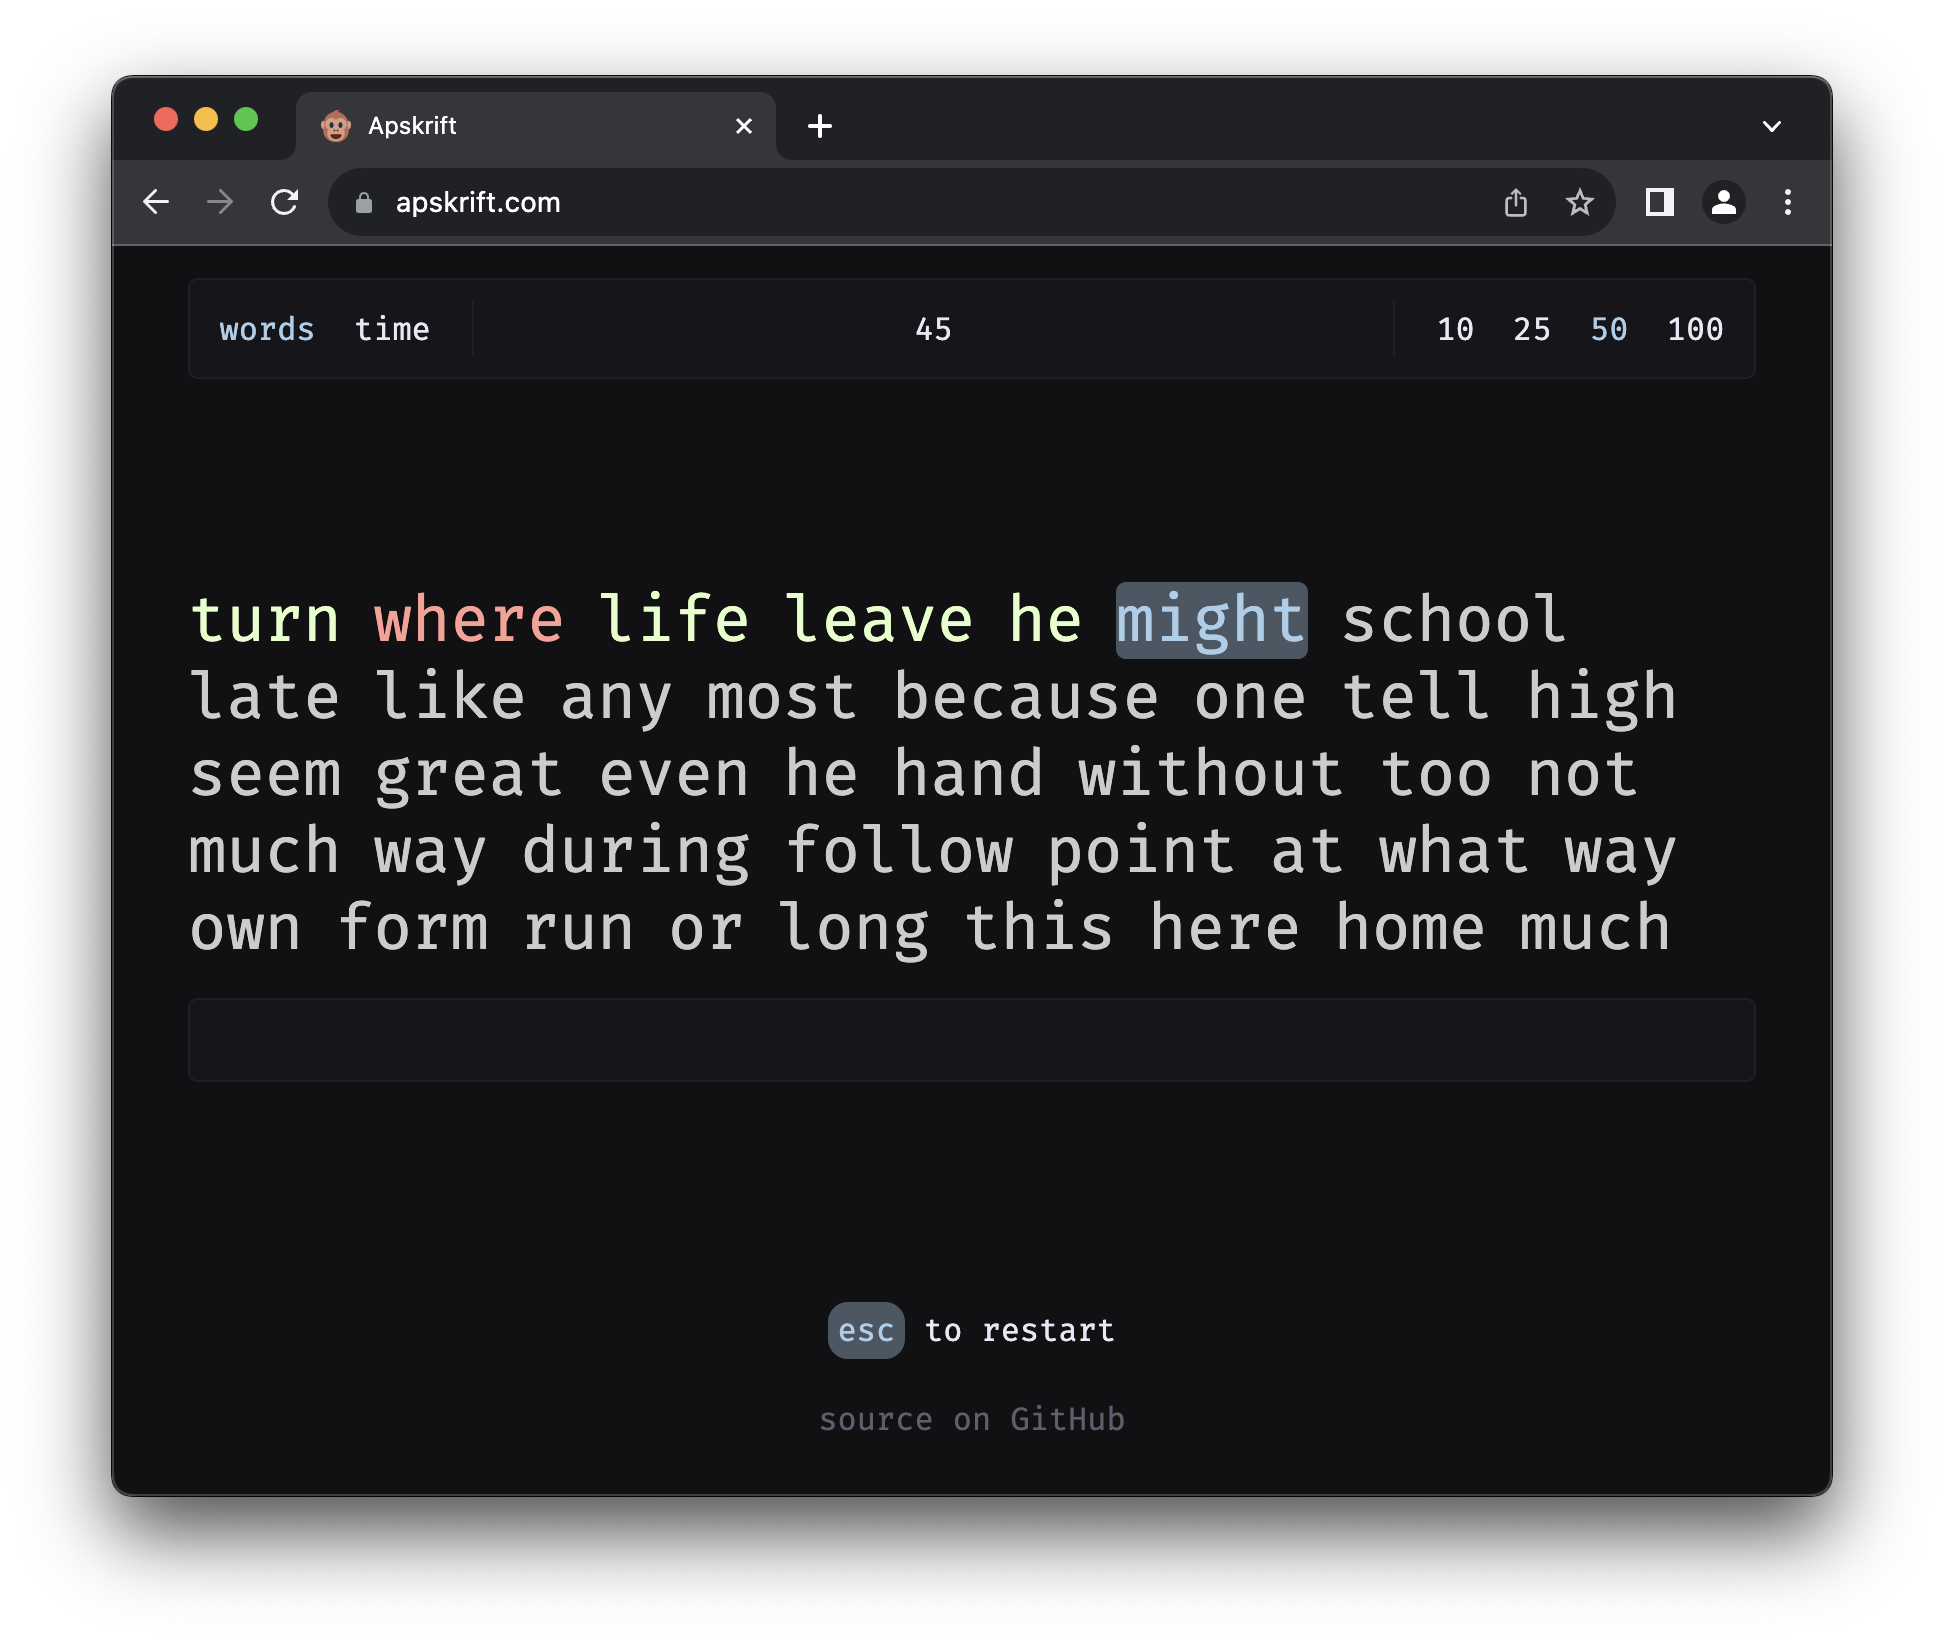 Apskrift
apskrift.com
words time 45 10 25 50 100
turn where life leave he might school
late like any most because one tell high
seem great even he hand without too not
much way during follow point at what way
own form run or long this here home much
esc to restart
source on GitHub